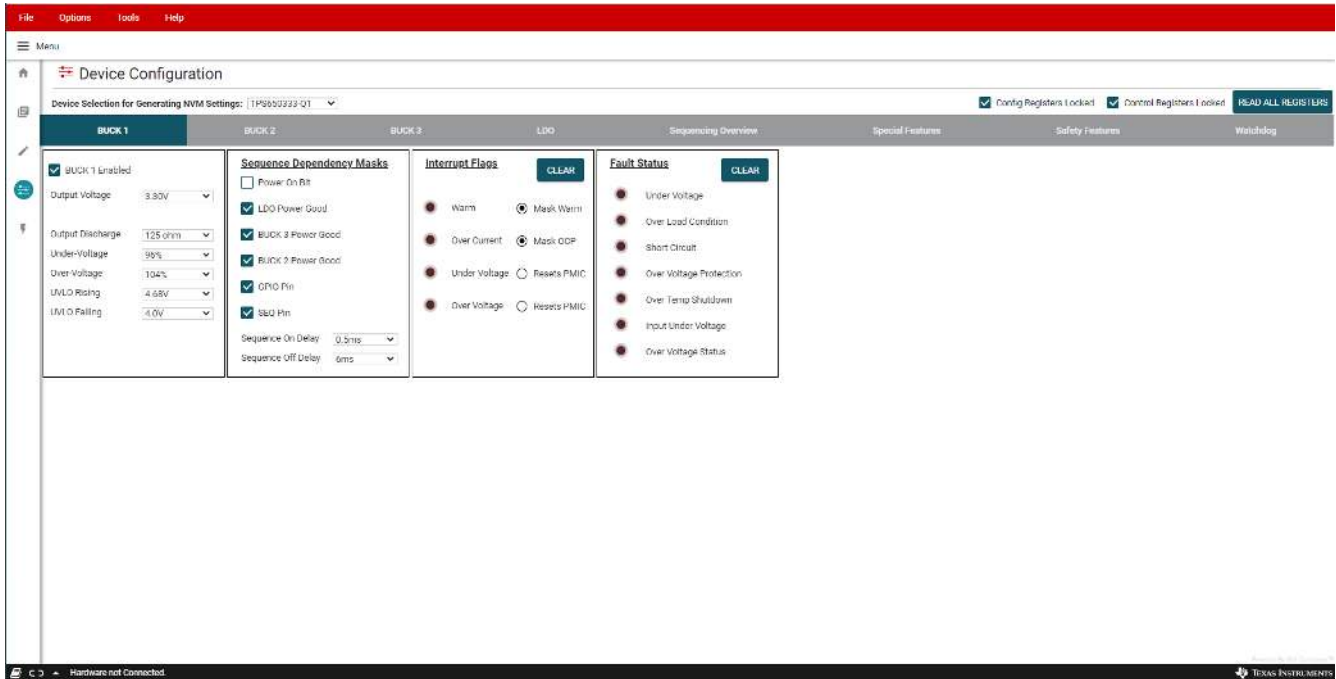 File Options Tools Help
Menu
Device Configuration
Device Selection for Generating NVM Settings: TPS650333-Q1
Config Registers Locked Control Registers Locked READ ALL REGISTERS
BUCK 1 BUCK 2 BUCK 3 LDO Sequencing Overview Special Features Safety Features Watchdog
BUCK 1 Enabled
Output Voltage 3.30V
Output Discharge 125 ohm
Under-Voltage 96%
Over-Voltage 104%
UVLO Rising 4.68V
UVLO Falling 4.0V
Sequence Dependency Masks
Power On Bit
LDO Power Good
BUCK 3 Power Good
BUCK 2 Power Good
GPIO Pin
SEQ Pin
Sequence On Delay 0.5ms
Sequence Off Delay 6ms
Interrupt Flags CLEAR
Warm Mask Warm
Over Current Mask OCP
Under Voltage Resets PMIC
Over Voltage Resets PMIC
Fault Status CLEAR
Under Voltage
Over Load Condition
Short Circuit
Over Voltage Protection
Over Temp Shutdown
Input Under Voltage
Over Voltage Status
Hardware not Connected.
TEXAS INSTRUMENTS